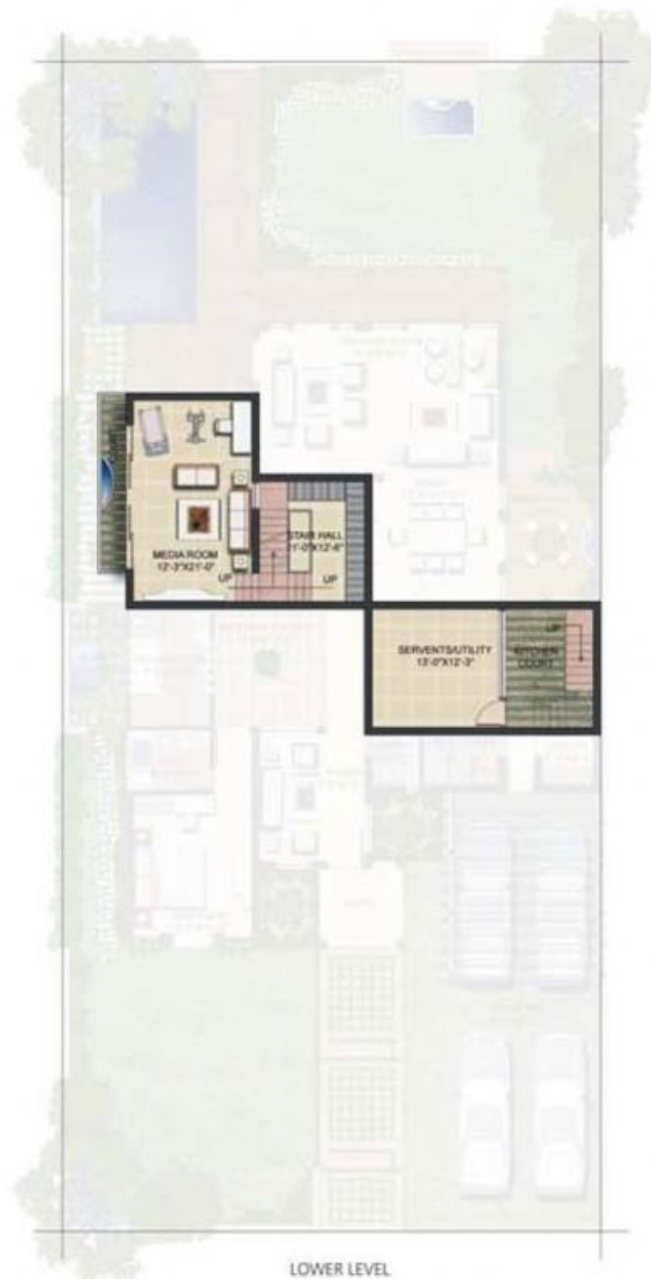 MEDIA ROOM
12'-3"X21'-0"
UP
STAIR HALL
11'-0"X12'-6"
UP
SERVENTS/UTILITY
13'-0"X12'-3"
UP
KITCHEN
COURT
LOWER LEVEL